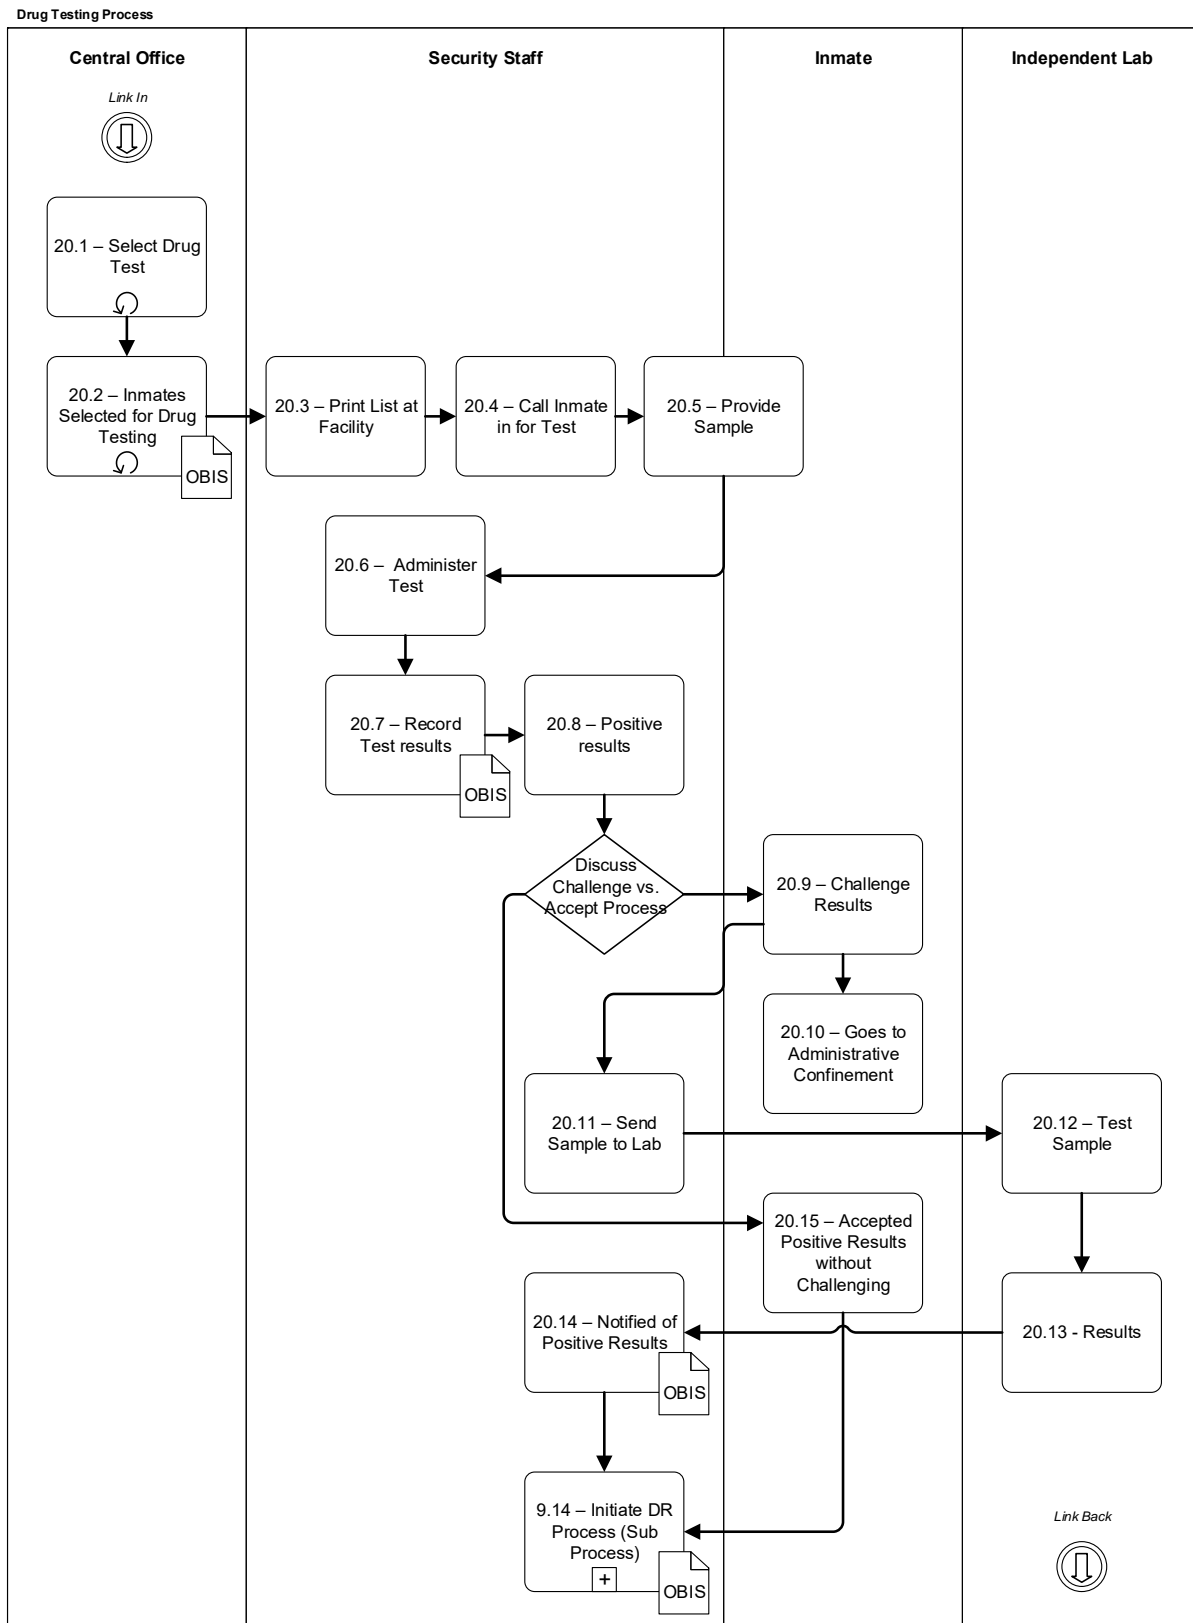 Drug Testing Process
Central Office
Security Staff
Inmate
Independent Lab
Link In
20.1 – Select Drug
Test
20.2 – Inmates
Selected for Drug
Testing
OBIS
20.3 – Print List at
Facility
20.4 – Call Inmate
in for Test
20.5 – Provide
Sample
20.6 – Administer
Test
20.7 – Record
Test results
OBIS
20.8 – Positive
results
Discuss
Challenge vs.
Accept Process
20.9 – Challenge
Results
20.10 – Goes to
Administrative
Confinement
20.11 – Send
Sample to Lab
20.12 – Test
Sample
20.15 – Accepted
Positive Results
without
Challenging
20.14 – Notified of
Positive Results
OBIS
20.13 - Results
9.14 – Initiate DR
Process (Sub
Process)
+
OBIS
Link Back